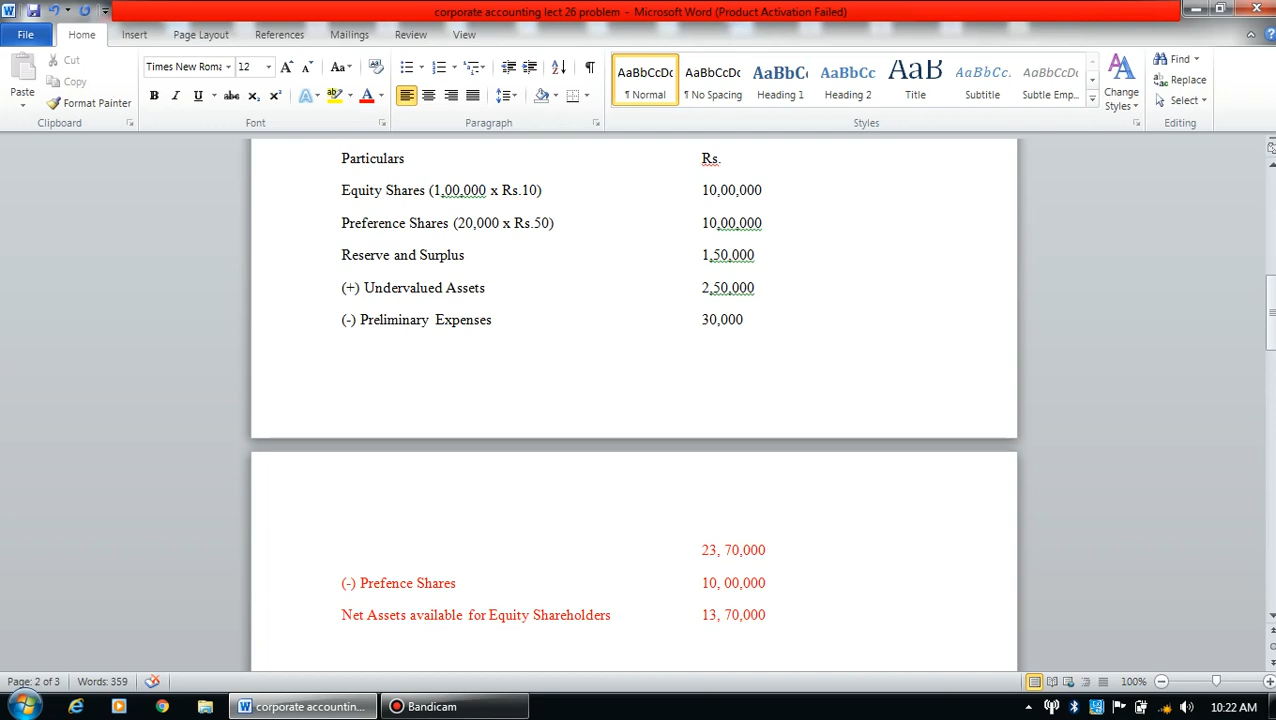 corporate accounting lect 26 problem - Microsoft Word (Product Activation Failed)
File Home Insert Page Layout References Mailings Review View
Paste
Cut
Copy
Format Painter
Clipboard
Times New Roma 12
Font
Paragraph
AaBbCcDc AaBbCcDc AaBbC AaBbCc AaB AaBbCc. AaBbCcDc
¶ Normal ¶ No Spacing Heading 1 Heading 2 Title Subtitle Subtle Emp...
Change Styles
Styles
Find
Replace
Select
Editing
Particulars Rs.
Equity Shares (1,00,000 x Rs.10) 10,00,000
Preference Shares (20,000 x Rs.50) 10,00,000
Reserve and Surplus 1,50,000
(+) Undervalued Assets 2,50,000
(-) Preliminary Expenses 30,000
23, 70,000
(-) Prefence Shares 10, 00,000
Net Assets available for Equity Shareholders 13, 70,000
Page: 2 of 3 Words: 359 100%
corporate accountin... Bandicam 10:22 AM